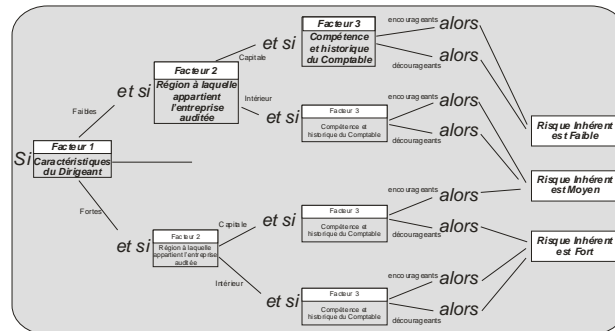 Si
Facteur 1
Caractéristiques
du Dirigeant
Faibles
et si
Facteur 2
Région à laquelle
appartient
l'entreprise
auditée
Capitale
et si
Facteur 3
Compétence
et historique
du Comptable
encourageants
alors
décourageants
alors
Intérieur
et si
Facteur 3
Compétence et
historique du Comptable
encourageants
alors
décourageants
alors
Fortes
et si
Facteur 2
Région à laquelle
appartient l'entreprise
auditée
Capitale
et si
Facteur 3
Compétence et
historique du Comptable
encourageants
alors
décourageants
alors
Intérieur
et si
Facteur 3
Compétence et
historique du Comptable
encourageants
alors
décourageants
alors
Risque Inhérent
est Faible
Risque Inhérent
est Moyen
Risque Inhérent
est Fort